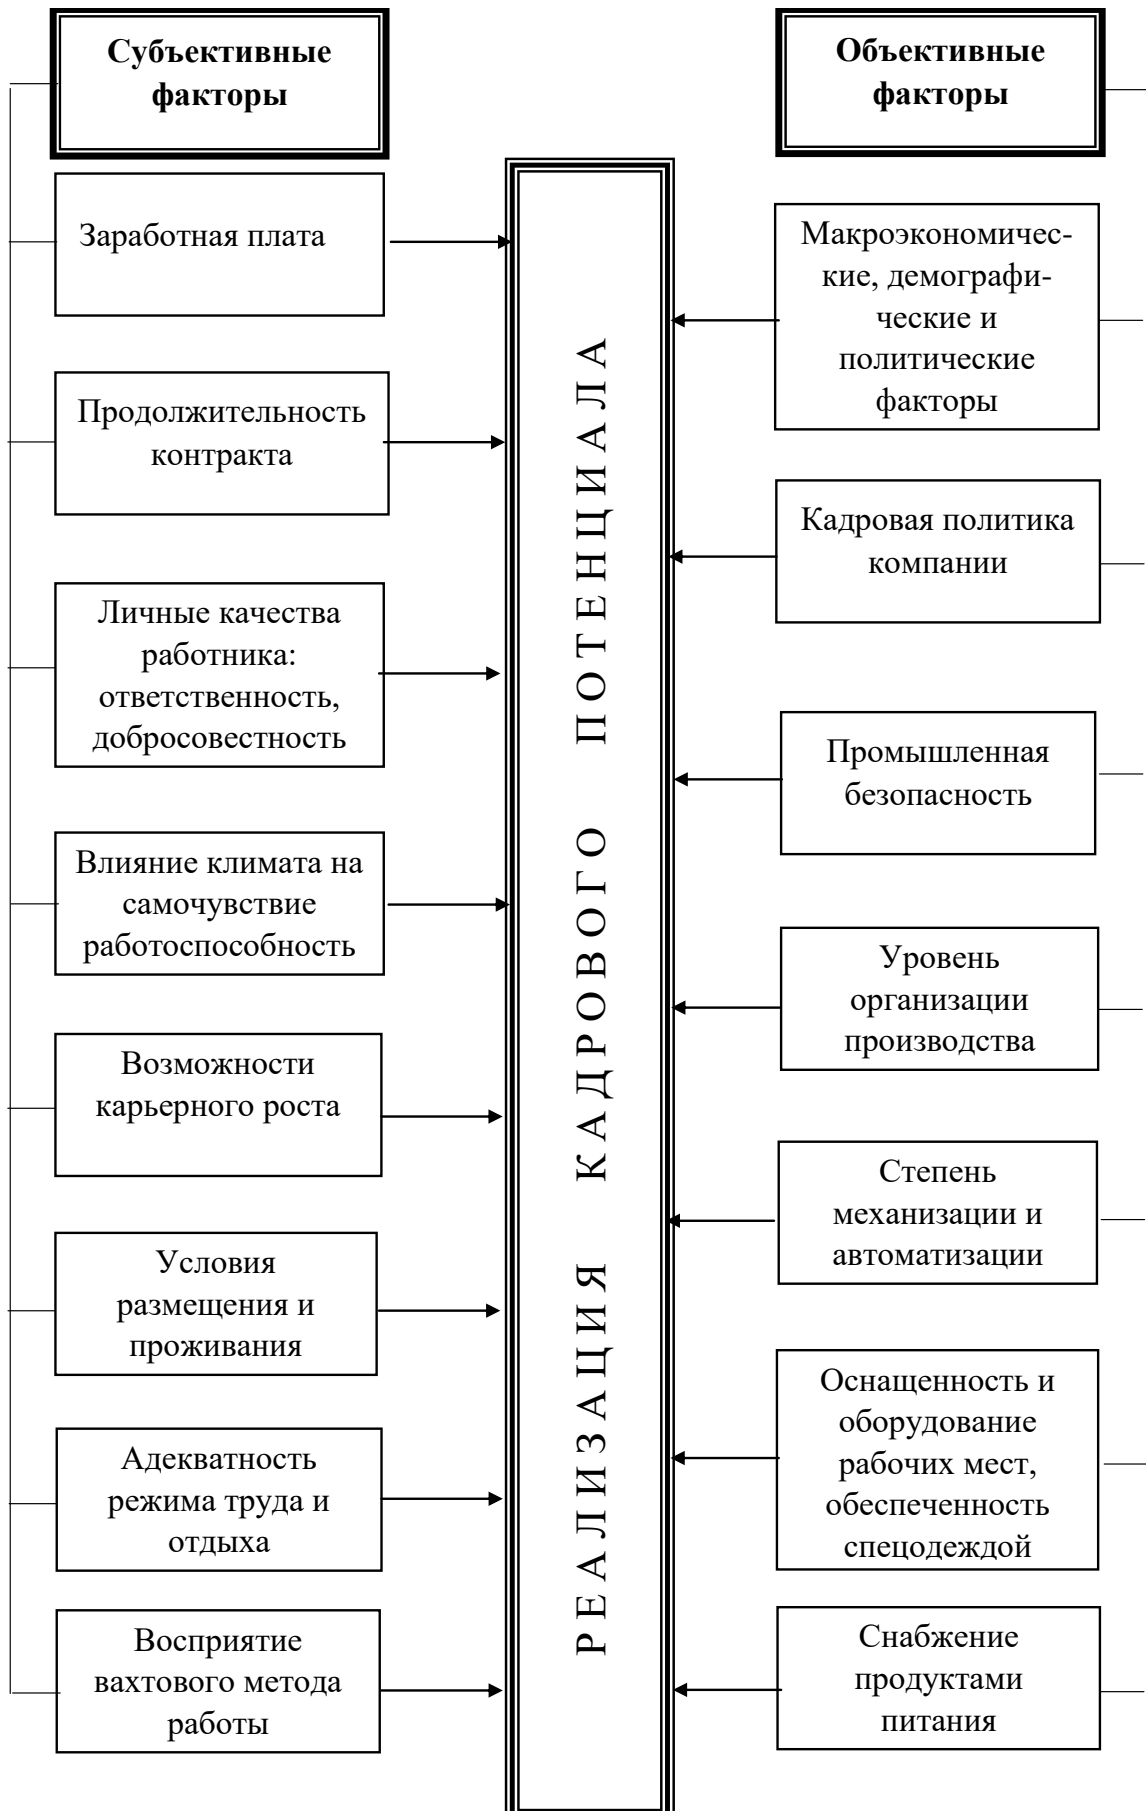 Субъективные
факторы
Заработная плата
Продолжительность
контракта
Личные качества
работника:
ответственность,
добросовестность
Влияние климата на
самочувствие
работоспособность
Возможности
карьерного роста
Условия
размещения и
проживания
Адекватность
режима труда и
отдыха
Восприятие
вахтового метода
работы
РЕАЛИЗАЦИЯ КАДРОВОГО ПОТЕНЦИАЛА
Объективные
факторы
Макроэкономичес-
кие, демографи-
ческие и
политические
факторы
Кадровая политика
компании
Промышленная
безопасность
Уровень
организации
производства
Степень
механизации и
автоматизации
Оснащенность и
оборудование
рабочих мест,
обеспеченность
спецодеждой
Снабжение
продуктами
питания